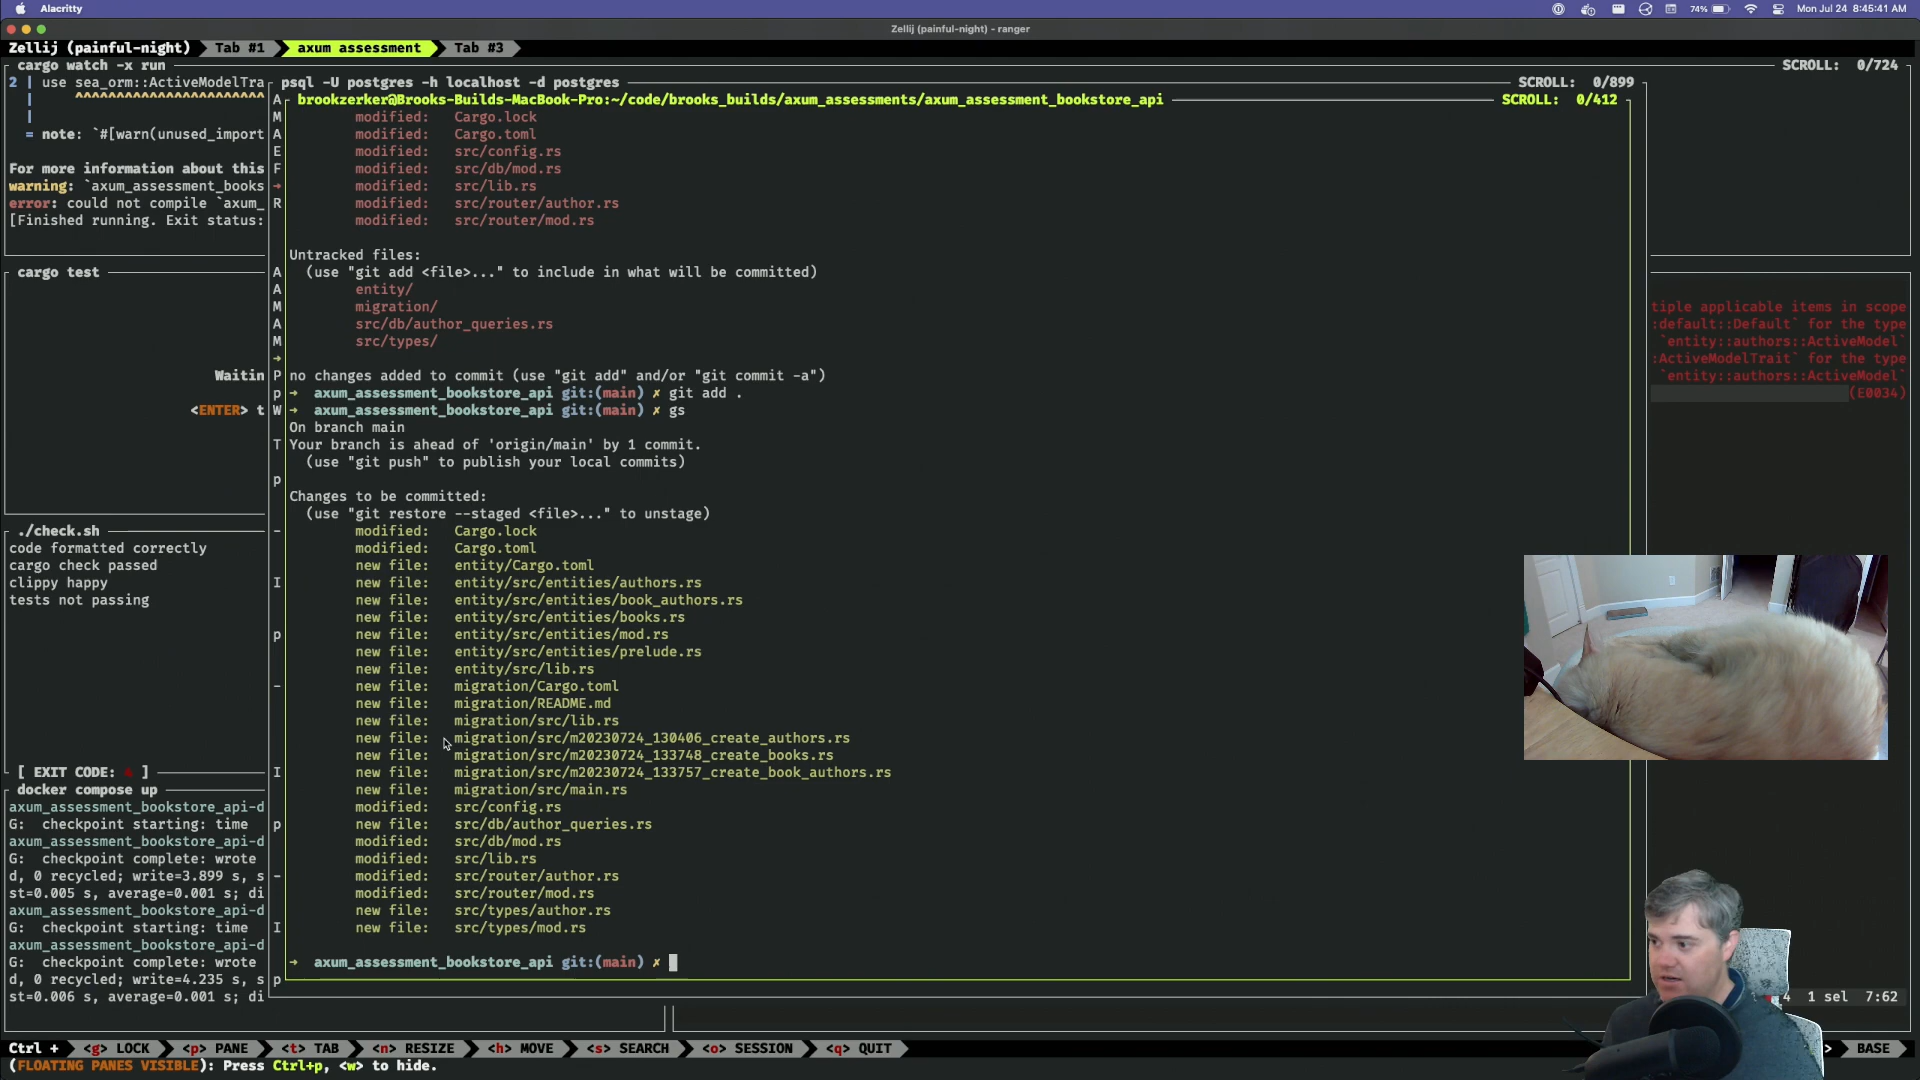 Alacritty
74%
Mon Jul 24 8:45:41 AM
Zellij (painful-night) - ranger
Zellij (painful-night) Tab #1 axum assessment Tab #3
cargo watch -x run
SCROLL: 0/724
2 | use sea_orm::ActiveModelTra
^^^^^^^^^^^^^^^^^^^^^^^
= note: `#[warn(unused_import
For more information about this
warning: `axum_assessment_books
error: could not compile `axum_
[Finished running. Exit status:
psql -U postgres -h localhost -d postgres
SCROLL: 0/899
brookzerker@Brooks-Builds-MacBook-Pro:~/code/brooks_builds/axum_assessments/axum_assessment_bookstore_api
SCROLL: 0/412
modified: Cargo.lock
modified: Cargo.toml
modified: src/config.rs
modified: src/db/mod.rs
modified: src/lib.rs
modified: src/router/author.rs
modified: src/router/mod.rs
Untracked files:
(use "git add <file>..." to include in what will be committed)
entity/
migration/
src/db/author_queries.rs
src/types/
no changes added to commit (use "git add" and/or "git commit -a")
→ axum_assessment_bookstore_api git:(main) ✗ git add .
→ axum_assessment_bookstore_api git:(main) ✗ gs
On branch main
Your branch is ahead of 'origin/main' by 1 commit.
(use "git push" to publish your local commits)
Changes to be committed:
(use "git restore --staged <file>..." to unstage)
modified: Cargo.lock
modified: Cargo.toml
new file: entity/Cargo.toml
new file: entity/src/entities/authors.rs
new file: entity/src/entities/book_authors.rs
new file: entity/src/entities/books.rs
new file: entity/src/entities/mod.rs
new file: entity/src/entities/prelude.rs
new file: entity/src/lib.rs
new file: migration/Cargo.toml
new file: migration/README.md
new file: migration/src/lib.rs
new file: migration/src/m20230724_130406_create_authors.rs
new file: migration/src/m20230724_133748_create_books.rs
new file: migration/src/m20230724_133757_create_book_authors.rs
new file: migration/src/main.rs
modified: src/config.rs
new file: src/db/author_queries.rs
modified: src/db/mod.rs
modified: src/lib.rs
modified: src/router/author.rs
modified: src/router/mod.rs
new file: src/types/author.rs
new file: src/types/mod.rs
→ axum_assessment_bookstore_api git:(main) ✗
A
M
A
E
F
→
R
A
A
M
A
M
→
P
p
W
T
p
-
I
p
-
I
p
-
I
p
cargo test
Waitin
<ENTER> t
./check.sh
code formatted correctly
cargo check passed
clippy happy
tests not passing
[ EXIT CODE: ]
docker compose up
axum_assessment_bookstore_api-d
G: checkpoint starting: time
axum_assessment_bookstore_api-d
G: checkpoint complete: wrote
d, 0 recycled; write=3.899 s, s
st=0.005 s, average=0.001 s; di
axum_assessment_bookstore_api-d
G: checkpoint starting: time
axum_assessment_bookstore_api-d
G: checkpoint complete: wrote
d, 0 recycled; write=4.235 s, s
st=0.006 s, average=0.001 s; di
tiple applicable items in scope
:default::Default` for the type
`entity::authors::ActiveModel`
:ActiveModelTrait` for the type
`entity::authors::ActiveModel`
(E0034)
4 1 sel 7:62
Ctrl + <g> LOCK <p> PANE <t> TAB <n> RESIZE <h> MOVE <s> SEARCH <o> SESSION <q> QUIT
> BASE
(FLOATING PANES VISIBLE): Press Ctrl+p, <w> to hide.